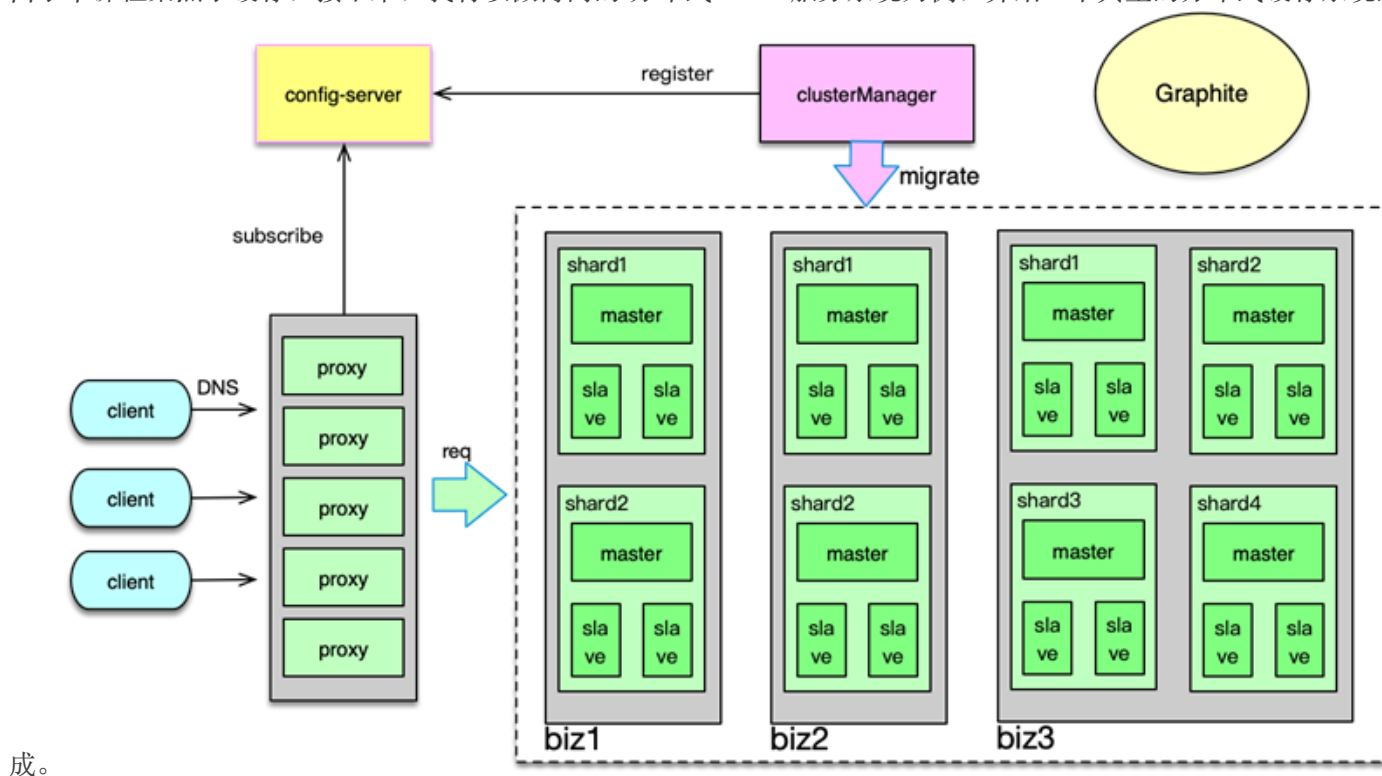 config-server
register
clusterManager
Graphite
migrate
subscribe
shard1
master
sla
ve
sla
ve
shard2
master
sla
ve
sla
ve
biz1
shard1
master
sla
ve
sla
ve
shard2
master
sla
ve
sla
ve
biz2
shard1
master
sla
ve
sla
ve
shard2
master
sla
ve
sla
ve
shard3
master
sla
ve
sla
ve
shard4
master
sla
ve
sla
ve
biz3
proxy
proxy
proxy
proxy
proxy
DNS
client
client
client
req
成。